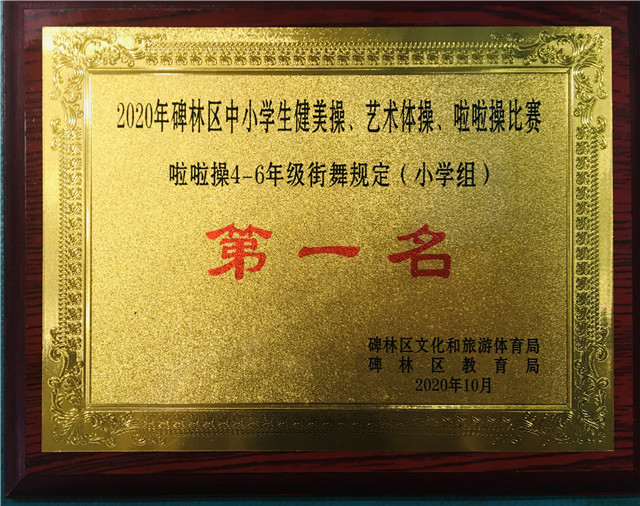 2020年碑林区中小学生健美操、艺术体操、啦啦操比赛
啦啦操4-6年级街舞规定（小学组）
第一名
碑林区文化和旅游体育局
碑林区教育局
2020年10月